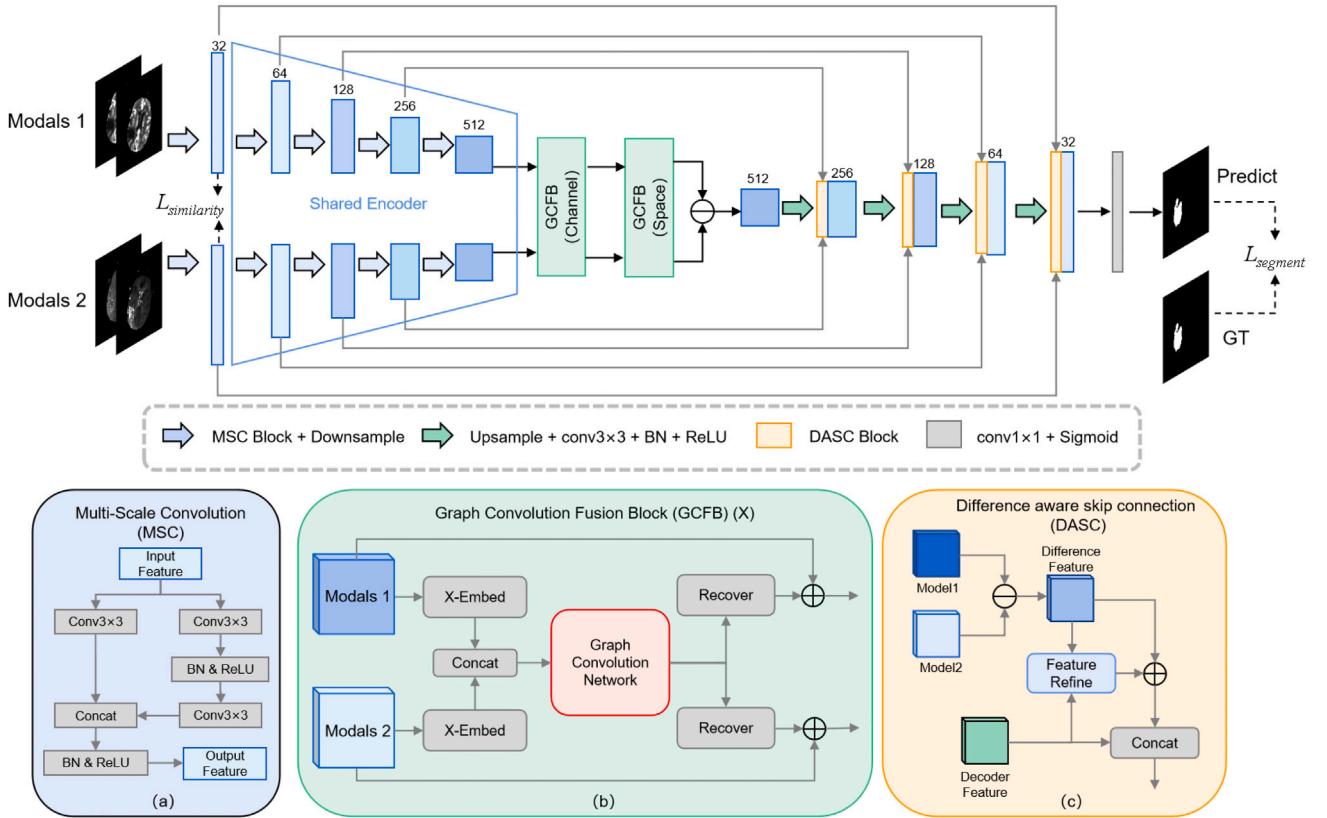 32
64
128
256
512
Modals 1
GCFB
(Channel)
GCFB
(Space)
512
256
128
64
32
Predict
L similarity
Shared Encoder
L segment
Modals 2
GT
MSC Block + Downsample
Upsample + conv3×3 + BN + ReLU
DASC Block
conv1×1 + Sigmoid
Multi-Scale Convolution
(MSC)
Input
Feature
Conv3×3
Conv3×3
BN & ReLU
Concat
Conv3×3
BN & ReLU
Output
Feature
(a)
Graph Convolution Fusion Block (GCFB) (X)
Modals 1
X-Embed
Recover
Concat
Graph
Convolution
Network
Modals 2
X-Embed
Recover
(b)
Difference aware skip connection
(DASC)
Difference
Feature
Model1
Model2
Feature
Refine
Concat
Decoder
Feature
(c)